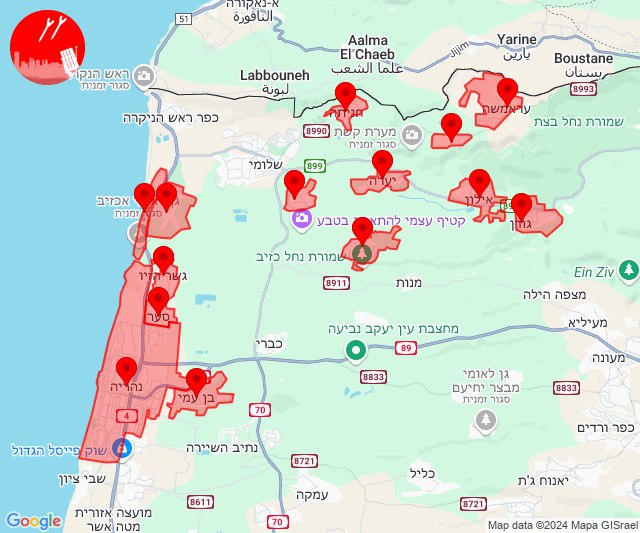 א-נאקורה
الناقورة
51
Aalma
El Chaeb
علما الشعب
Yarine
يارين
Jijim
Boustane
بستان
8993
ראש הנקרה
סגור זמנית
Labbouneh
لبونة
חניתה
עראמשה
שמורת נחל בצת
כפר ראש הניקרה
8990
מערת קשת
סגור זמנית
שלומי
899
יערה
אילון
גורן
אכזיב
סגור זמנית
קטיף עצמי להתארח בטבע
שמורת נחל כזיב
8911
מנות
Ein Ziv
גשר הזיו
מצפה הילה
סער
מעיליא
מחצבת עין יעקב נביעה
כברי
89
מעונה
8833
8833
נהריה
גן לאומי
מבצר יחיעם
סגור זמנית
בן עמי
4
70
כפר ורדים
שוק פייסל הגדול
נתיב השיירה
8721
שבי ציון
כליל
יאנוח ג'ת
עמקה
8611
8721
מועצה אזורית
מטה אשר
70
Google
Map data ©2024 Mapa GISrael